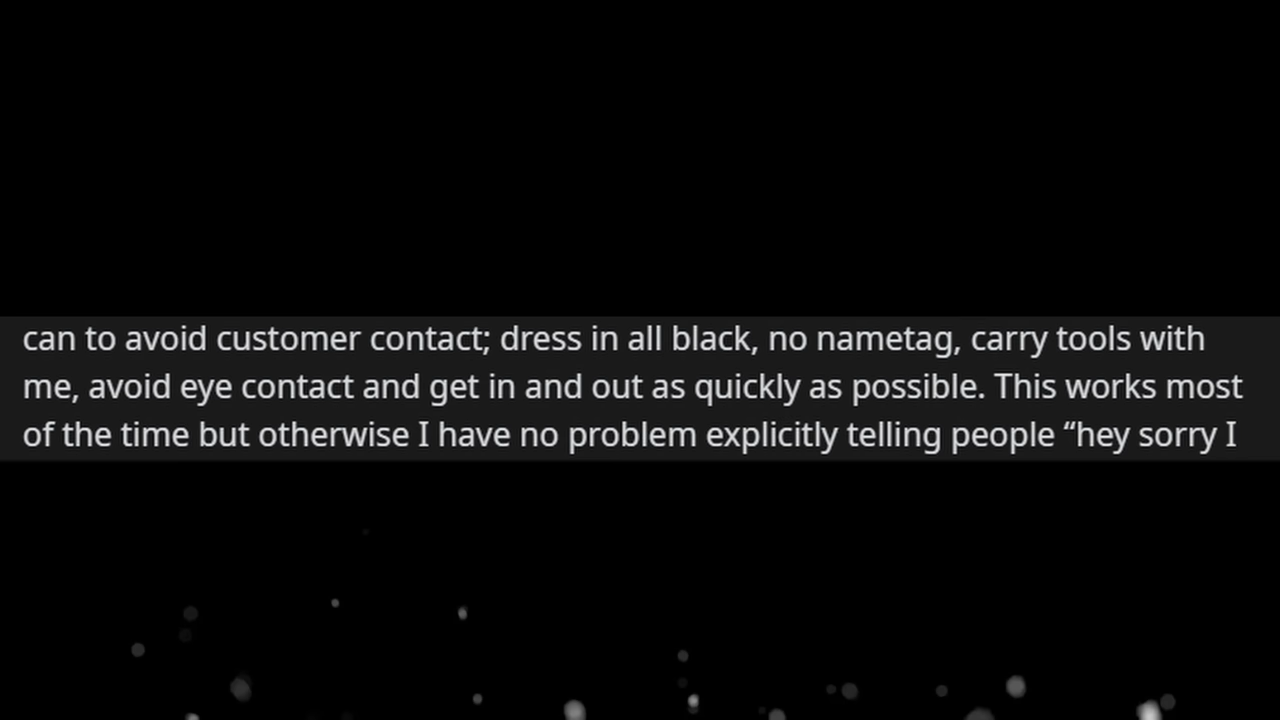 can to avoid customer contact; dress in all black, no nametag, carry tools with
me, avoid eye contact and get in and out as quickly as possible. This works most
of the time but otherwise I have no problem explicitly telling people “hey sorry I